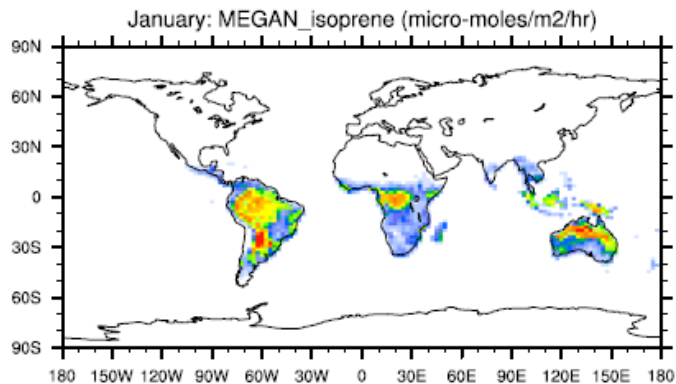 January: MEGAN_isoprene (micro-moles/m2/hr)
90N
60N
30N
0
30S
60S
90S
180 150W 120W 90W 60W 30W 0 30E 60E 90E 120E 150E 180